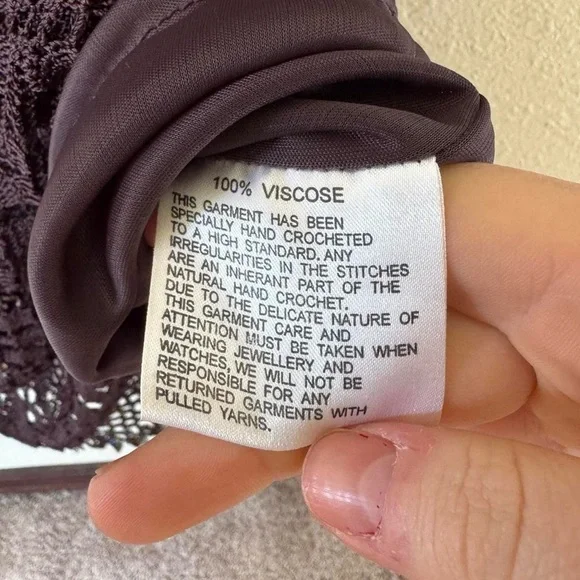 100% VISCOSE
THIS GARMENT HAS BEEN
SPECIALLY HAND CROCHETED
TO A HIGH STANDARD. ANY
IRREGULARITIES IN THE STITCHES
ARE AN INHERANT PART OF THE
NATURAL HAND CROCHET.
DUE TO THE DELICATE NATURE OF
THIS GARMENT CARE AND
ATTENTION MUST BE TAKEN WHEN
WEARING JEWELLERY AND
WATCHES, WE WILL NOT BE
RESPONSIBLE FOR ANY
RETURNED GARMENTS WITH
PULLED YARNS.